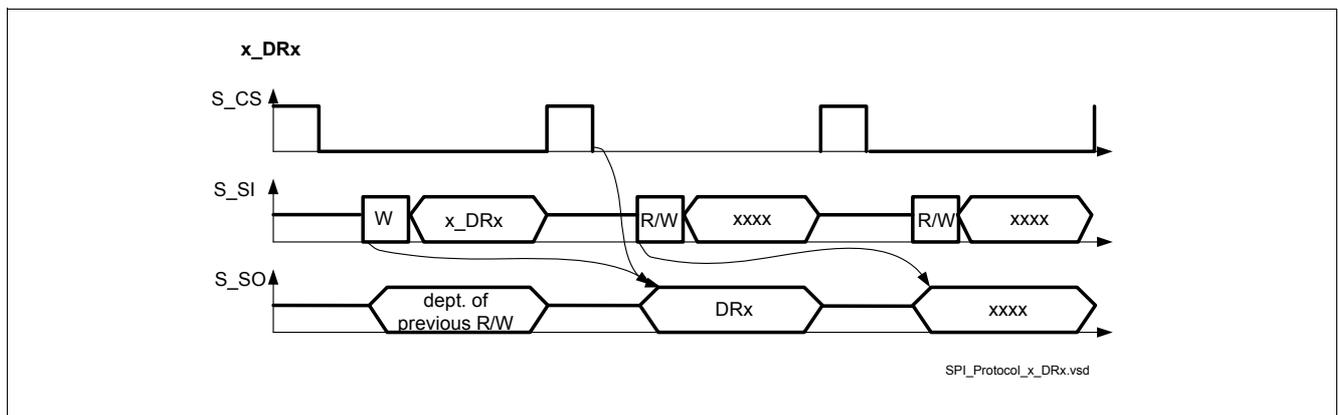 x_DRx
S_CS
S_SI
W x_DRx R/W xxxx R/W xxxx
S_SO
dept. of
previous R/W
DRx xxxx
SPI_Protocol_x_DRx.vsd